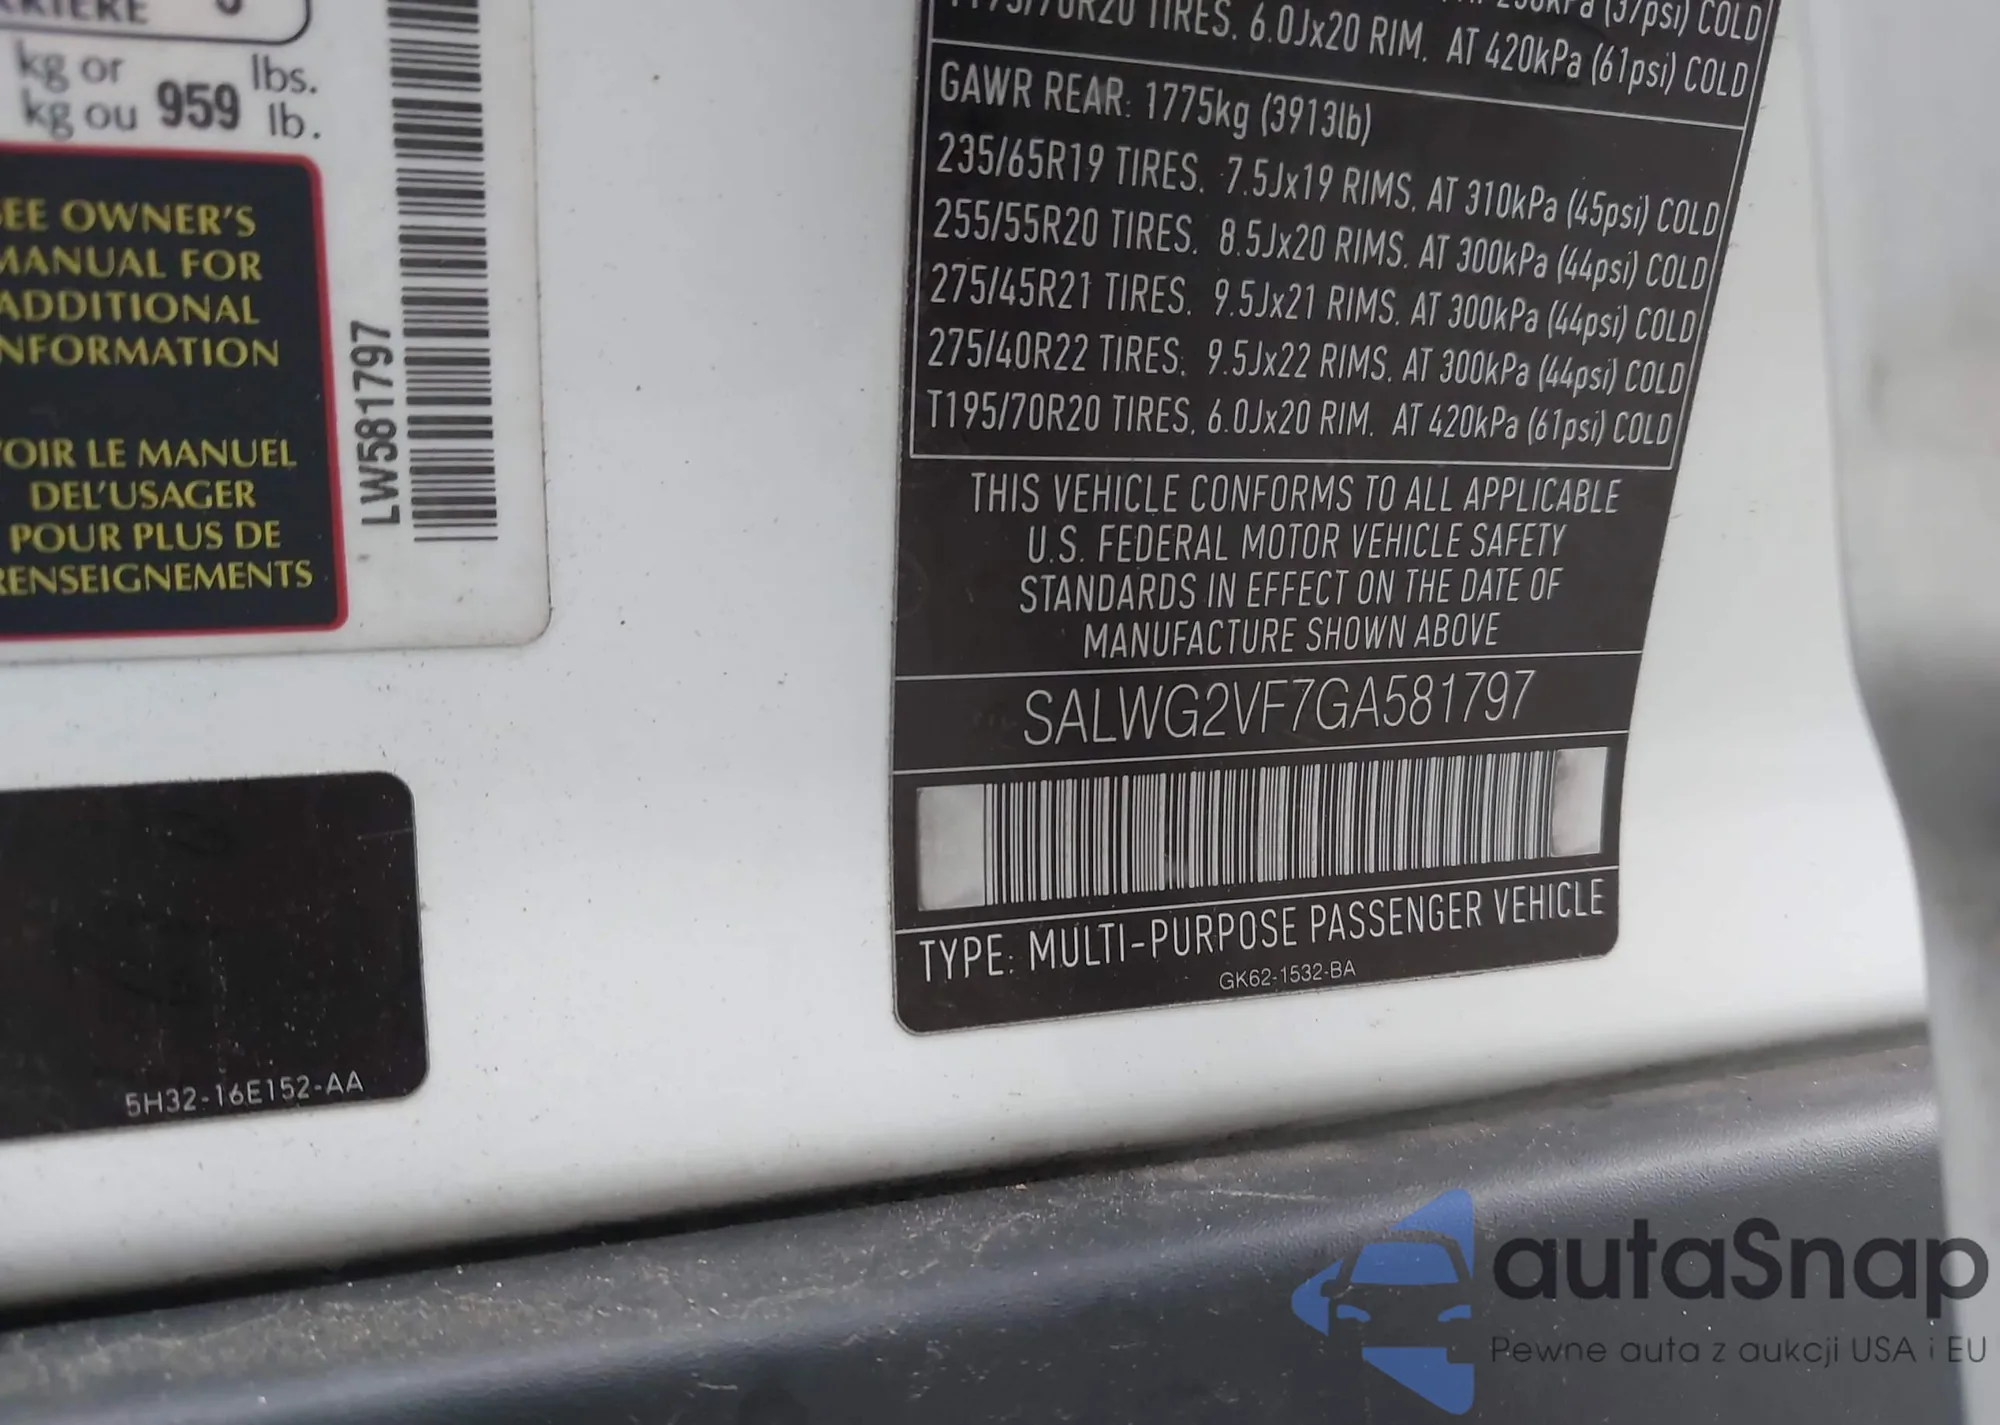 kg or lbs.
kg ou 959 lb.
OWNER'S
MANUAL FOR
ADDITIONAL
INFORMATION
LE MANUEL
DEL'USAGER
POUR PLUS DE
RENSEIGNEMENTS
LW581797
5H32-16E152-AA
(37psi) COLD
TIRES. 6.0Jx20 RIM. AT 420kPa (61psi) COLD
GAWR REAR: 1775kg (3913lb)
235/65R19 TIRES. 7.5Jx19 RIMS. AT 310kPa (45psi) COLD
255/55R20 TIRES. 8.5Jx20 RIMS. AT 300kPa (44psi) COLD
275/45R21 TIRES. 9.5Jx21 RIMS. AT 300kPa (44psi) COLD
275/40R22 TIRES. 9.5Jx22 RIMS. AT 300kPa (44psi) COLD
T195/70R20 TIRES. 6.0Jx20 RIM. AT 420kPa (61psi) COLD
THIS VEHICLE CONFORMS TO ALL APPLICABLE
U.S. FEDERAL MOTOR VEHICLE SAFETY
STANDARDS IN EFFECT ON THE DATE OF
MANUFACTURE SHOWN ABOVE
SALWG2VF7GA581797
TYPE: MULTI-PURPOSE PASSENGER VEHICLE
GK62-1532-BA
autaSnap
Pewne auta z aukcji USA i EU